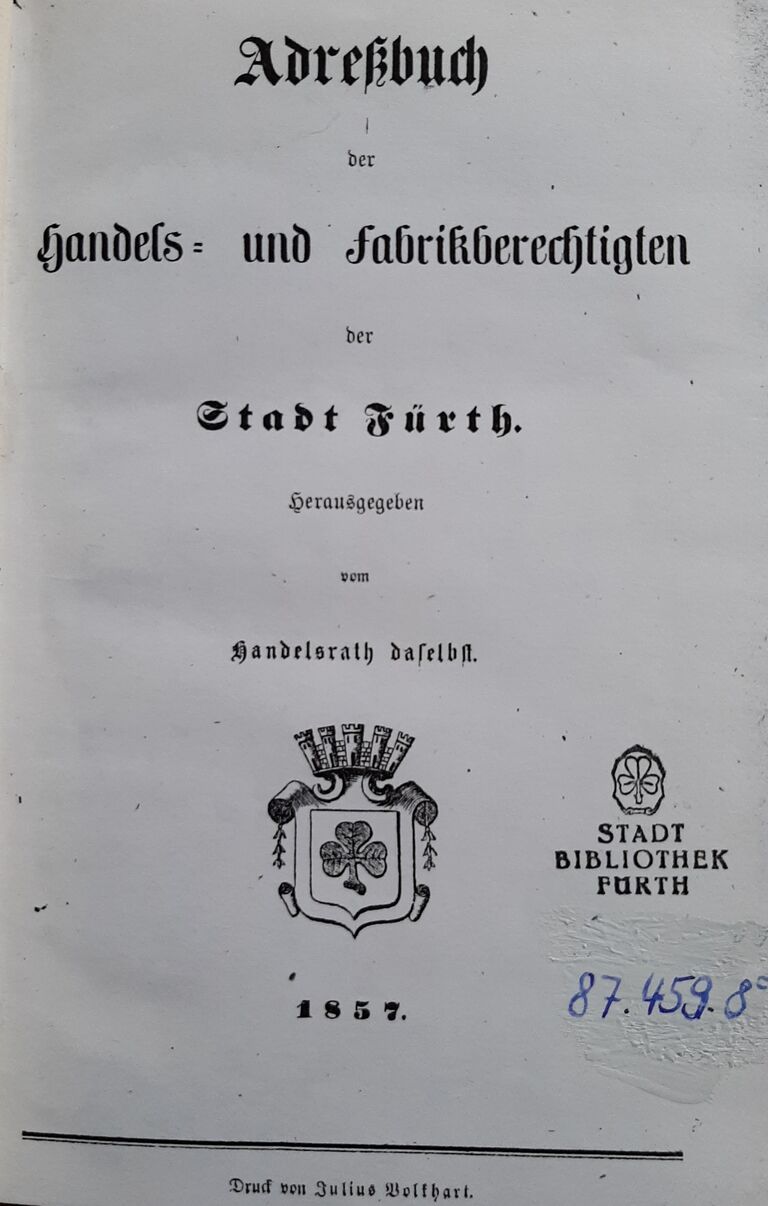 Adreßbuch
der
Handels- und Fabrikberechtigten
der
Stadt Fürth.
Herausgegeben
vom
Handelsrath daselbst.
STADT
BIBLIOTHEK
FÜRTH
1857.
87.459.8°
Druck von Julius Volkhart.